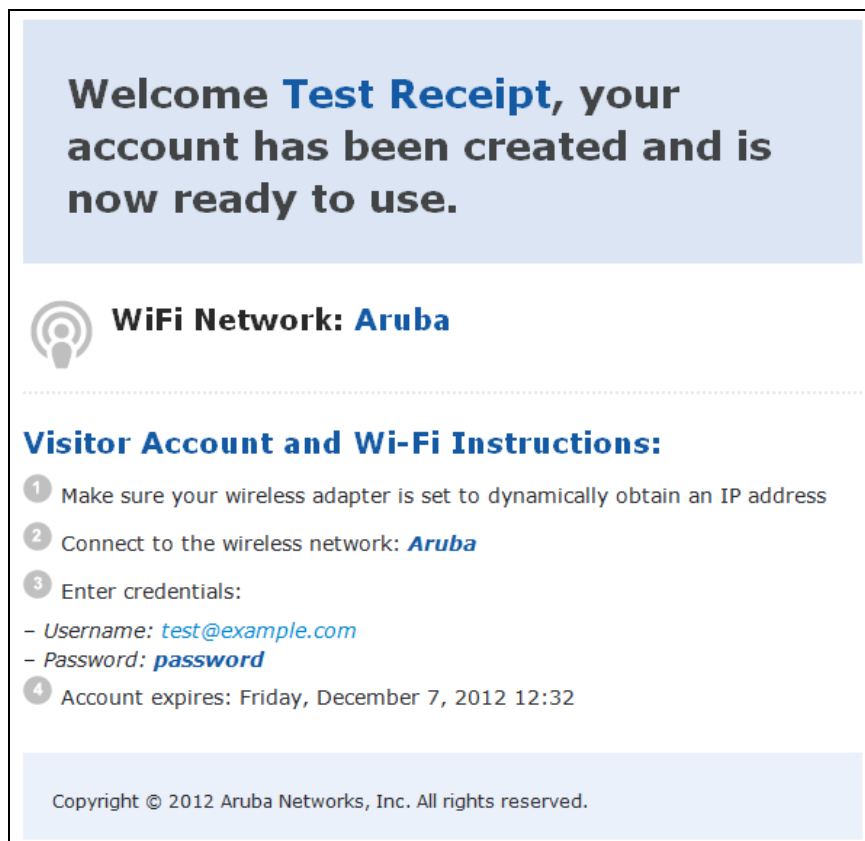 Welcome Test Receipt, your
account has been created and is
now ready to use.
WiFi Network: Aruba
Visitor Account and Wi-Fi Instructions:
1 Make sure your wireless adapter is set to dynamically obtain an IP address
2 Connect to the wireless network: Aruba
3 Enter credentials:
– Username: test@example.com
– Password: password
4 Account expires: Friday, December 7, 2012 12:32
Copyright © 2012 Aruba Networks, Inc. All rights reserved.